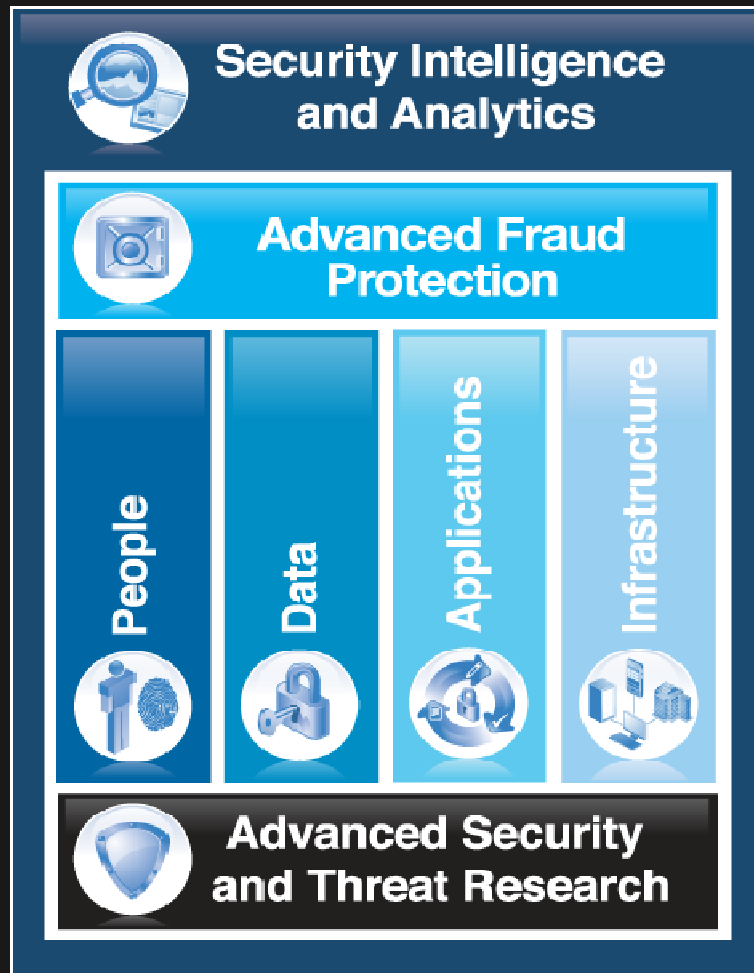 Security Intelligence
and Analytics
Advanced Fraud
Protection
People
Data
Applications
Infrastructure
Advanced Security
and Threat Research